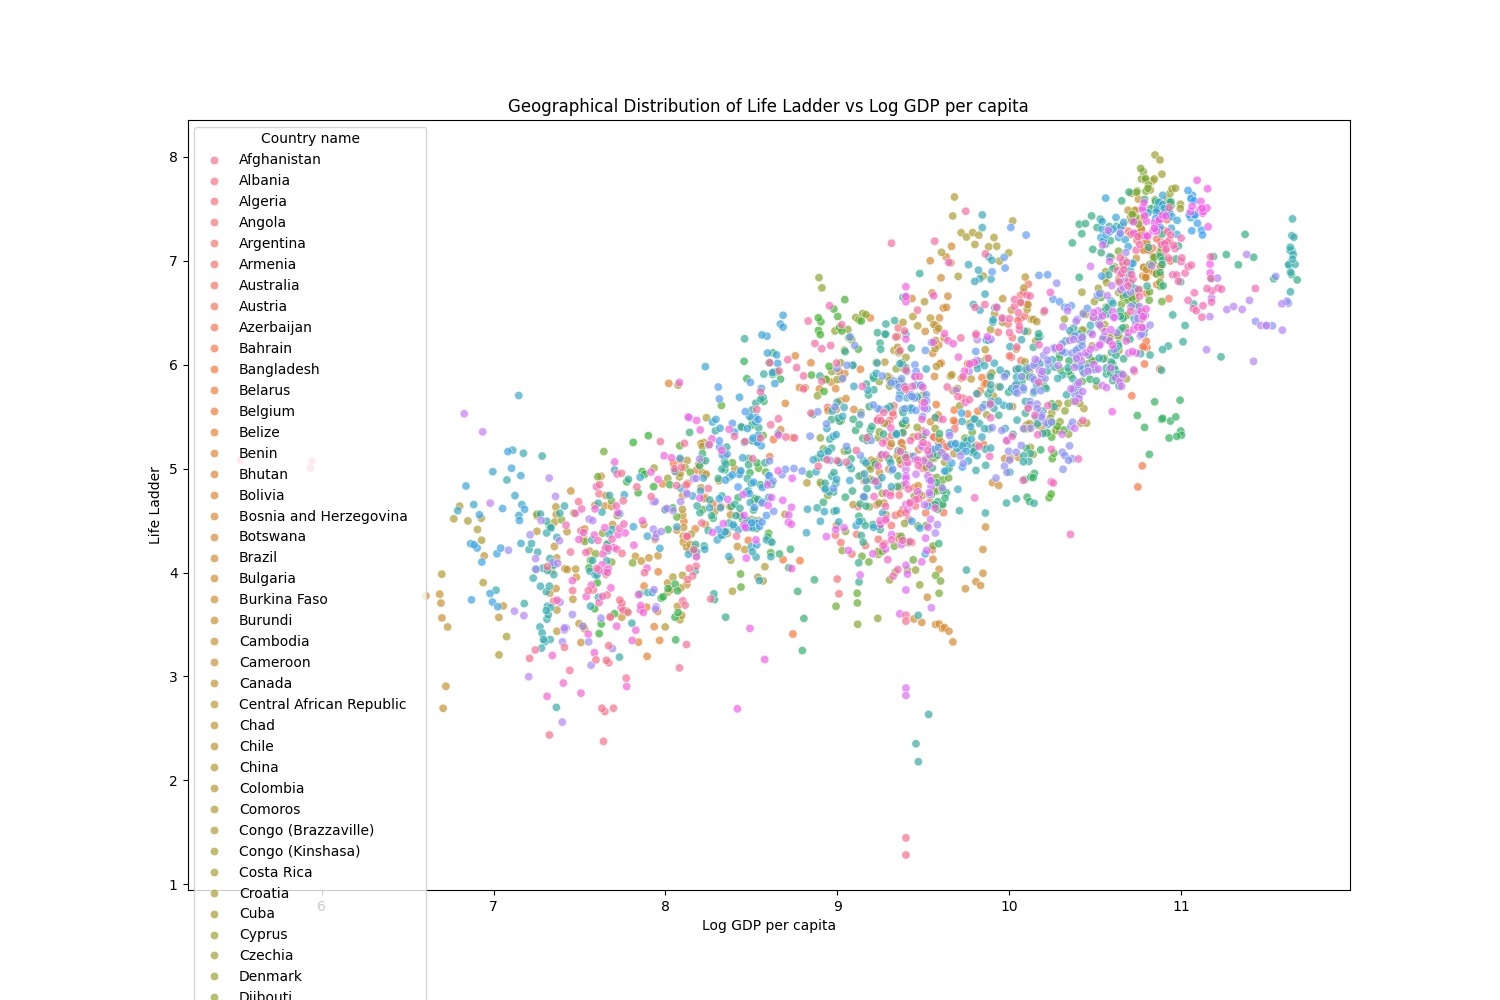 Geographical Distribution of Life Ladder vs Log GDP per capita
Country name
Afghanistan
Albania
Algeria
Angola
Argentina
Armenia
Australia
Austria
Azerbaijan
Bahrain
Bangladesh
Belarus
Belgium
Belize
Benin
Bhutan
Bolivia
Bosnia and Herzegovina
Botswana
Brazil
Bulgaria
Burkina Faso
Burundi
Cambodia
Cameroon
Canada
Central African Republic
Chad
Chile
China
Colombia
Comoros
Congo (Brazzaville)
Congo (Kinshasa)
Costa Rica
Croatia
Cuba
Cyprus
Czechia
Denmark
Djibouti
8
7
6
5
4
3
2
1
Life Ladder
6 7 8 9 10 11
Log GDP per capita